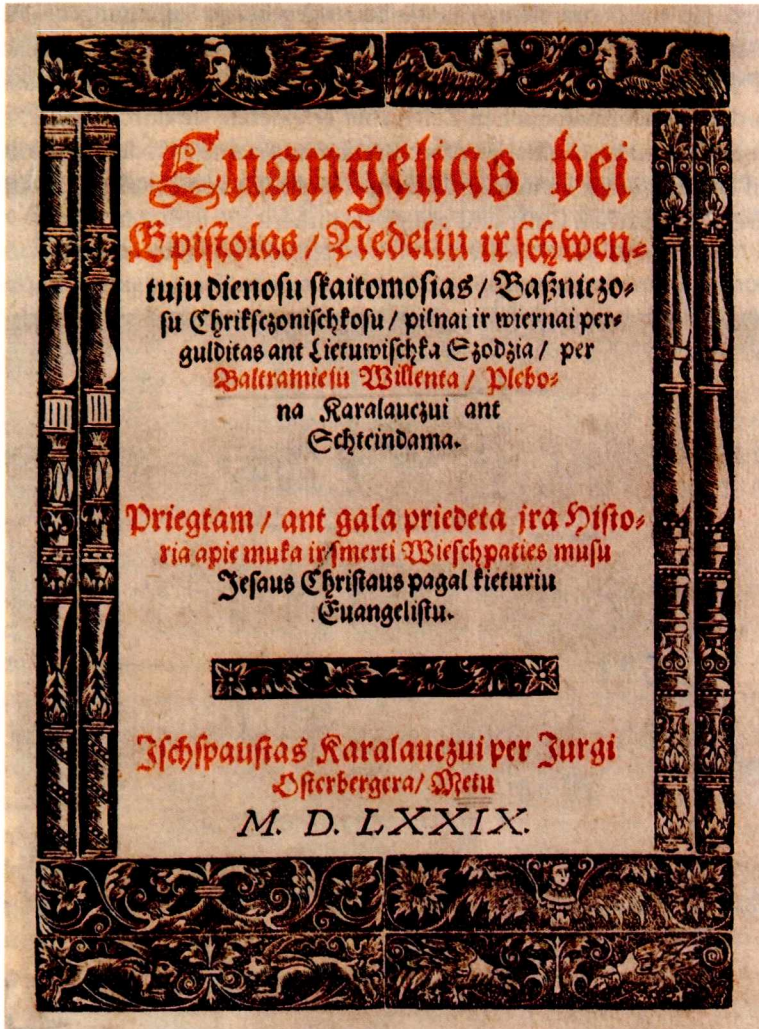 Euangelias bei
Epistolas / Nedeliu ir schwen-
tuju dienosu skaitomosias / Baßniczo-
su Chriksczonischkosu / pilnai ir wiernai per-
gulditas ant Lietuwischka Szodzia / per
Baltramieju Willenta / Plebo-
na Karalauczui ant
Schteindama.
Priegtam / ant gala priedeta jra Histo-
ria apie muka ir smerti Wieschpaties musu
Jesaus Christaus pagal kieturiu
Euangelistu.
Ischspaustas Karalauczui per Jurgi
Osterbergera / Metu
M. D. LXXIX.